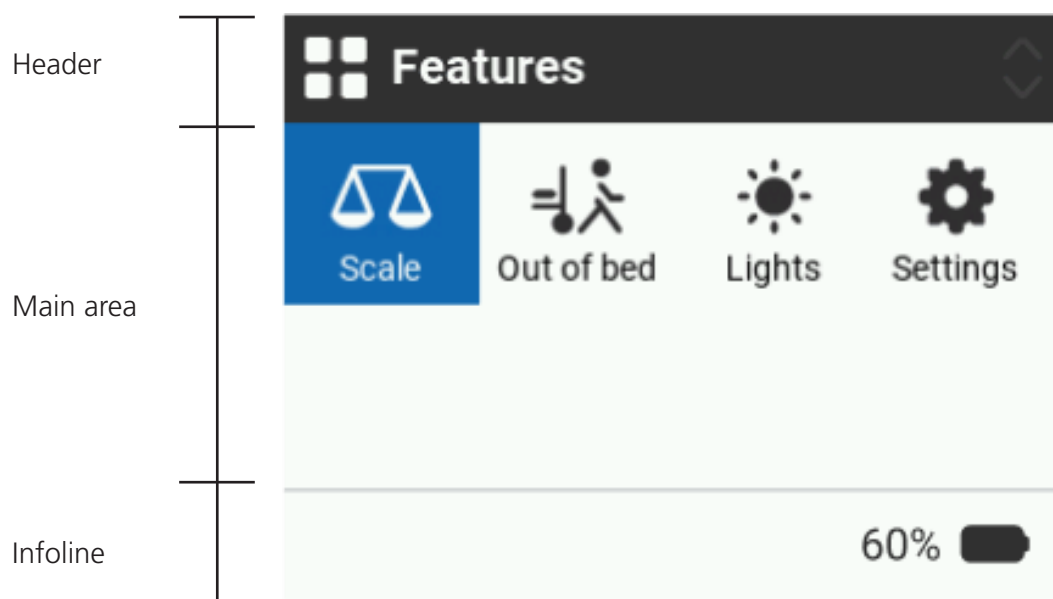 Header
Features
Main area
Scale
Out of bed
Lights
Settings
Infoline
60%